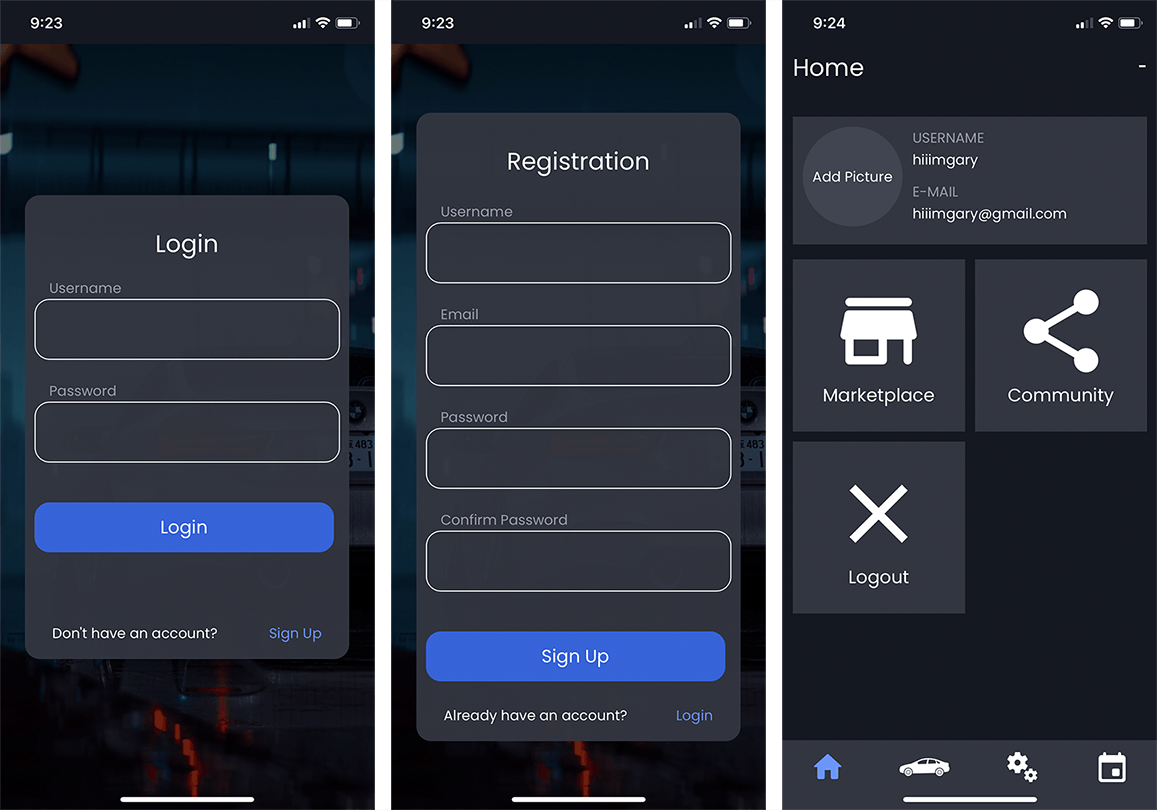 9:23
Login
Username
Password
Login
Don't have an account? Sign Up
9:23
Registration
Username
Email
Password
Confirm Password
Sign Up
Already have an account? Login
9:24
Home
-
Add Picture
USERNAME
hiiimgary
E-MAIL
hiiimgary@gmail.com
Marketplace
Community
Logout